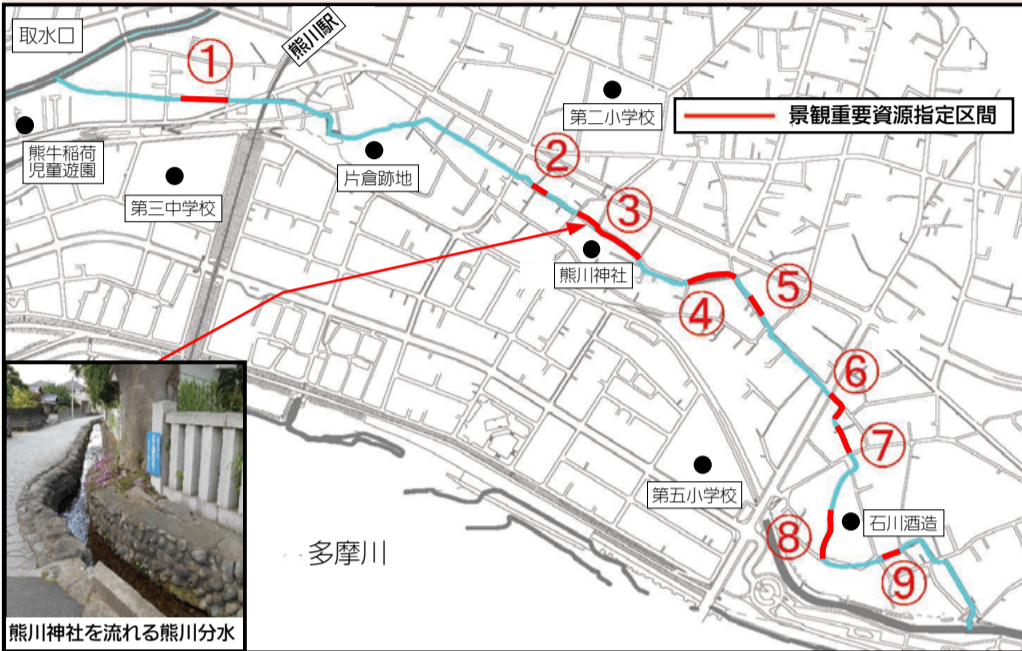 取水口
熊川駅
①
第二小学校
景観重要資源指定区間
熊牛稲荷
児童遊園
第三中学校
片倉跡地
②
③
熊川神社
④
⑤
⑥
⑦
第五小学校
石川酒造
⑧
⑨
多摩川
熊川神社を流れる熊川分水